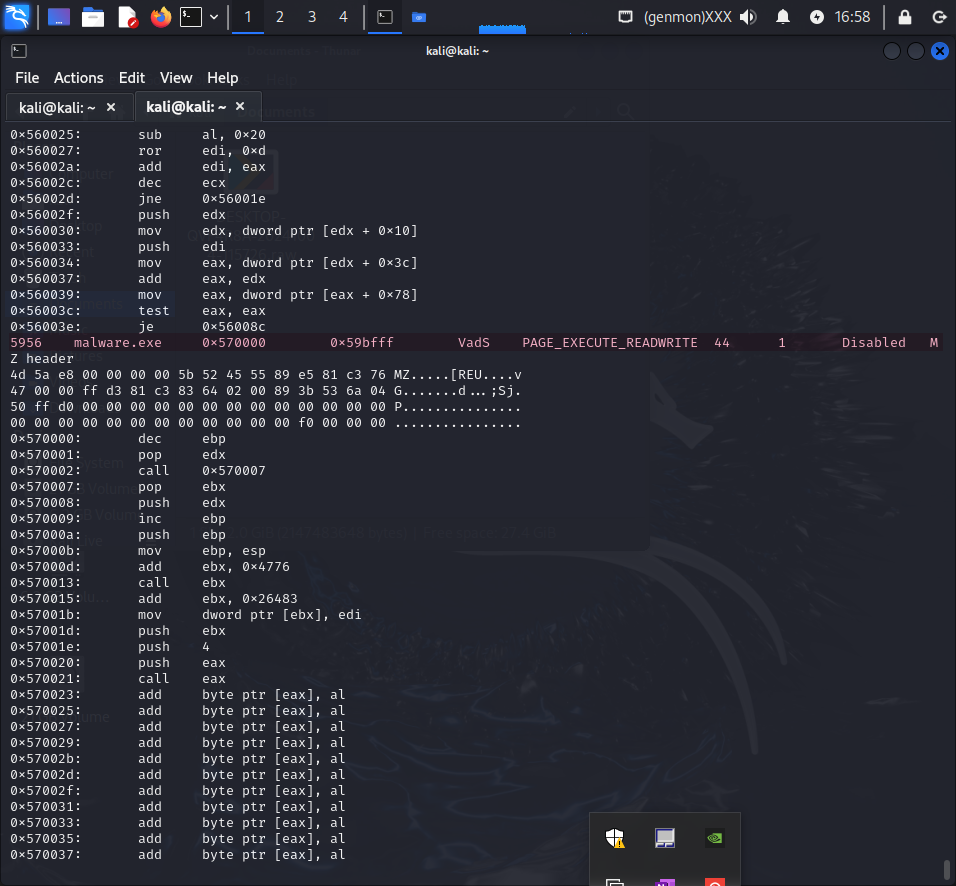 1 2 3 4 (genmon)XXX 16:58
kali@kali: ~
File Actions Edit View Help
kali@kali: ~ × kali@kali: ~ ×
0×560025: sub al, 0×20
0×560027: ror edi, 0×d
0×56002a: add edi, eax
0×56002c: dec ecx
0×56002d: jne 0×56001e
0×56002f: push edx
0×560030: mov edx, dword ptr [edx + 0×10]
0×560033: push edi
0×560034: mov eax, dword ptr [edx + 0×3c]
0×560037: add eax, edx
0×560039: mov eax, dword ptr [eax + 0×78]
0×56003c: test eax, eax
0×56003e: je 0×56008c
5956 malware.exe 0×570000 0×59bfff VadS PAGE_EXECUTE_READWRITE 44 1 Disabled M
Z header
4d 5a e8 00 00 00 00 5b 52 45 55 89 e5 81 c3 76 MZ.....[REU....v
47 00 00 ff d3 81 c3 83 64 02 00 89 3b 53 6a 04 G.......d...;Sj.
50 ff d0 00 00 00 00 00 00 00 00 00 00 00 00 00 P...............
00 00 00 00 00 00 00 00 00 00 00 00 f0 00 00 00 ................
0×570000: dec ebp
0×570001: pop edx
0×570002: call 0×570007
0×570007: pop ebx
0×570008: push edx
0×570009: inc ebp
0×57000a: push ebp
0×57000b: mov ebp, esp
0×57000d: add ebx, 0×4776
0×570013: call ebx
0×570015: add ebx, 0×26483
0×57001b: mov dword ptr [ebx], edi
0×57001d: push ebx
0×57001e: push 4
0×570020: push eax
0×570021: call eax
0×570023: add byte ptr [eax], al
0×570025: add byte ptr [eax], al
0×570027: add byte ptr [eax], al
0×570029: add byte ptr [eax], al
0×57002b: add byte ptr [eax], al
0×57002d: add byte ptr [eax], al
0×57002f: add byte ptr [eax], al
0×570031: add byte ptr [eax], al
0×570033: add byte ptr [eax], al
0×570035: add byte ptr [eax], al
0×570037: add byte ptr [eax], al